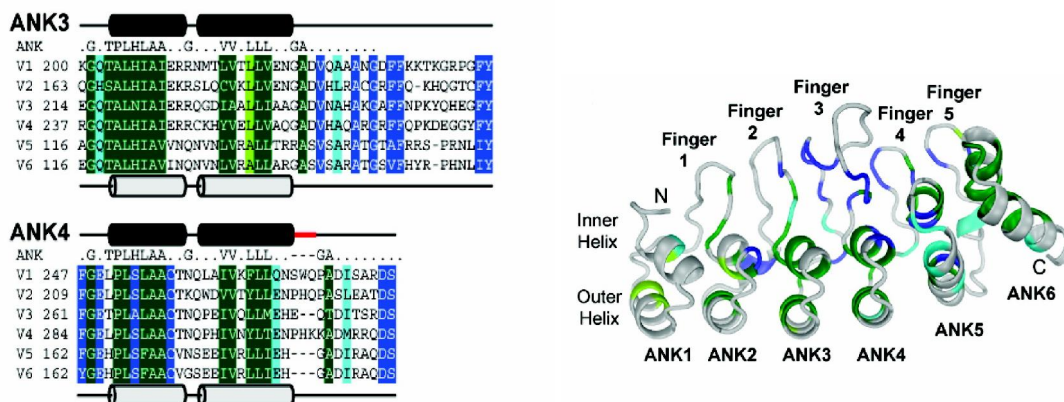 ANK3
ANK .G.TPLHLAA..G...VV.LLL..GA.........
V1 200 KGQTALHIAIERRNMTLVTLLVENGADVQAAANGDFFKKTKGRPGFY
V2 163 QGHSALHIAIEKRSLQCVKLLVENGADVHLRACGRFFQ-KHQGTCFY
V3 214 EGQTALNIAIERRQGDIAALLIAAGADVNAHAKGAFFNPKYQHEGFY
V4 237 RGQTALHIAIERRCKHYVELLVAQGADVHAQARGRFFQPKDEGGYFY
V5 116 AGQTALHIAVVNQNVNLVRALLTRRASVSARATGTAFRRS-PRNLIY
V6 116 EGQTALHIAVINQNVNLVRALLARGASVSARATGSVFHYR-PHNLIY
ANK4
ANK .G.TPLHLAA..G...VV.LLL..---GA.........
V1 247 FGELPLSLAACTNQLAIVKFLLQNSWQPADISARDS
V2 209 FGELPLSLAACTKQWDVVTYLLENPHQPASLEATDS
V3 261 FGETPLALAACTNQPEIVQLLMEHE--QTDITSRDS
V4 284 FGELPLSLAACTNQPHIVNYLTENPHKKADMRRQDS
V5 162 FGEHPLSFAACVNSEEIVRLLIEH---GADIRAQDS
V6 162 YGEHPLSFAACVGSEEIVRLLIEH---GADIRAQDS
Finger 1
Finger 2
Finger 3
Finger 4
Finger 5
N
Inner Helix
Outer Helix
C
ANK1
ANK2
ANK3
ANK4
ANK5
ANK6